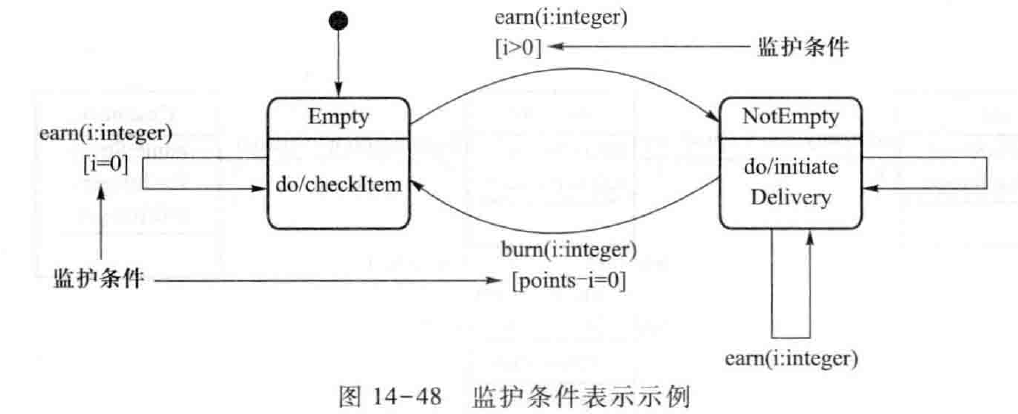 earn(i:integer)
[i>0]
监护条件
Empty
NotEmpty
earn(i:integer)
[i=0]
do/checkItem
do/initiate
Delivery
burn(i:integer)
[points-i=0]
监护条件
earn(i:integer)
图 14-48 监护条件表示示例